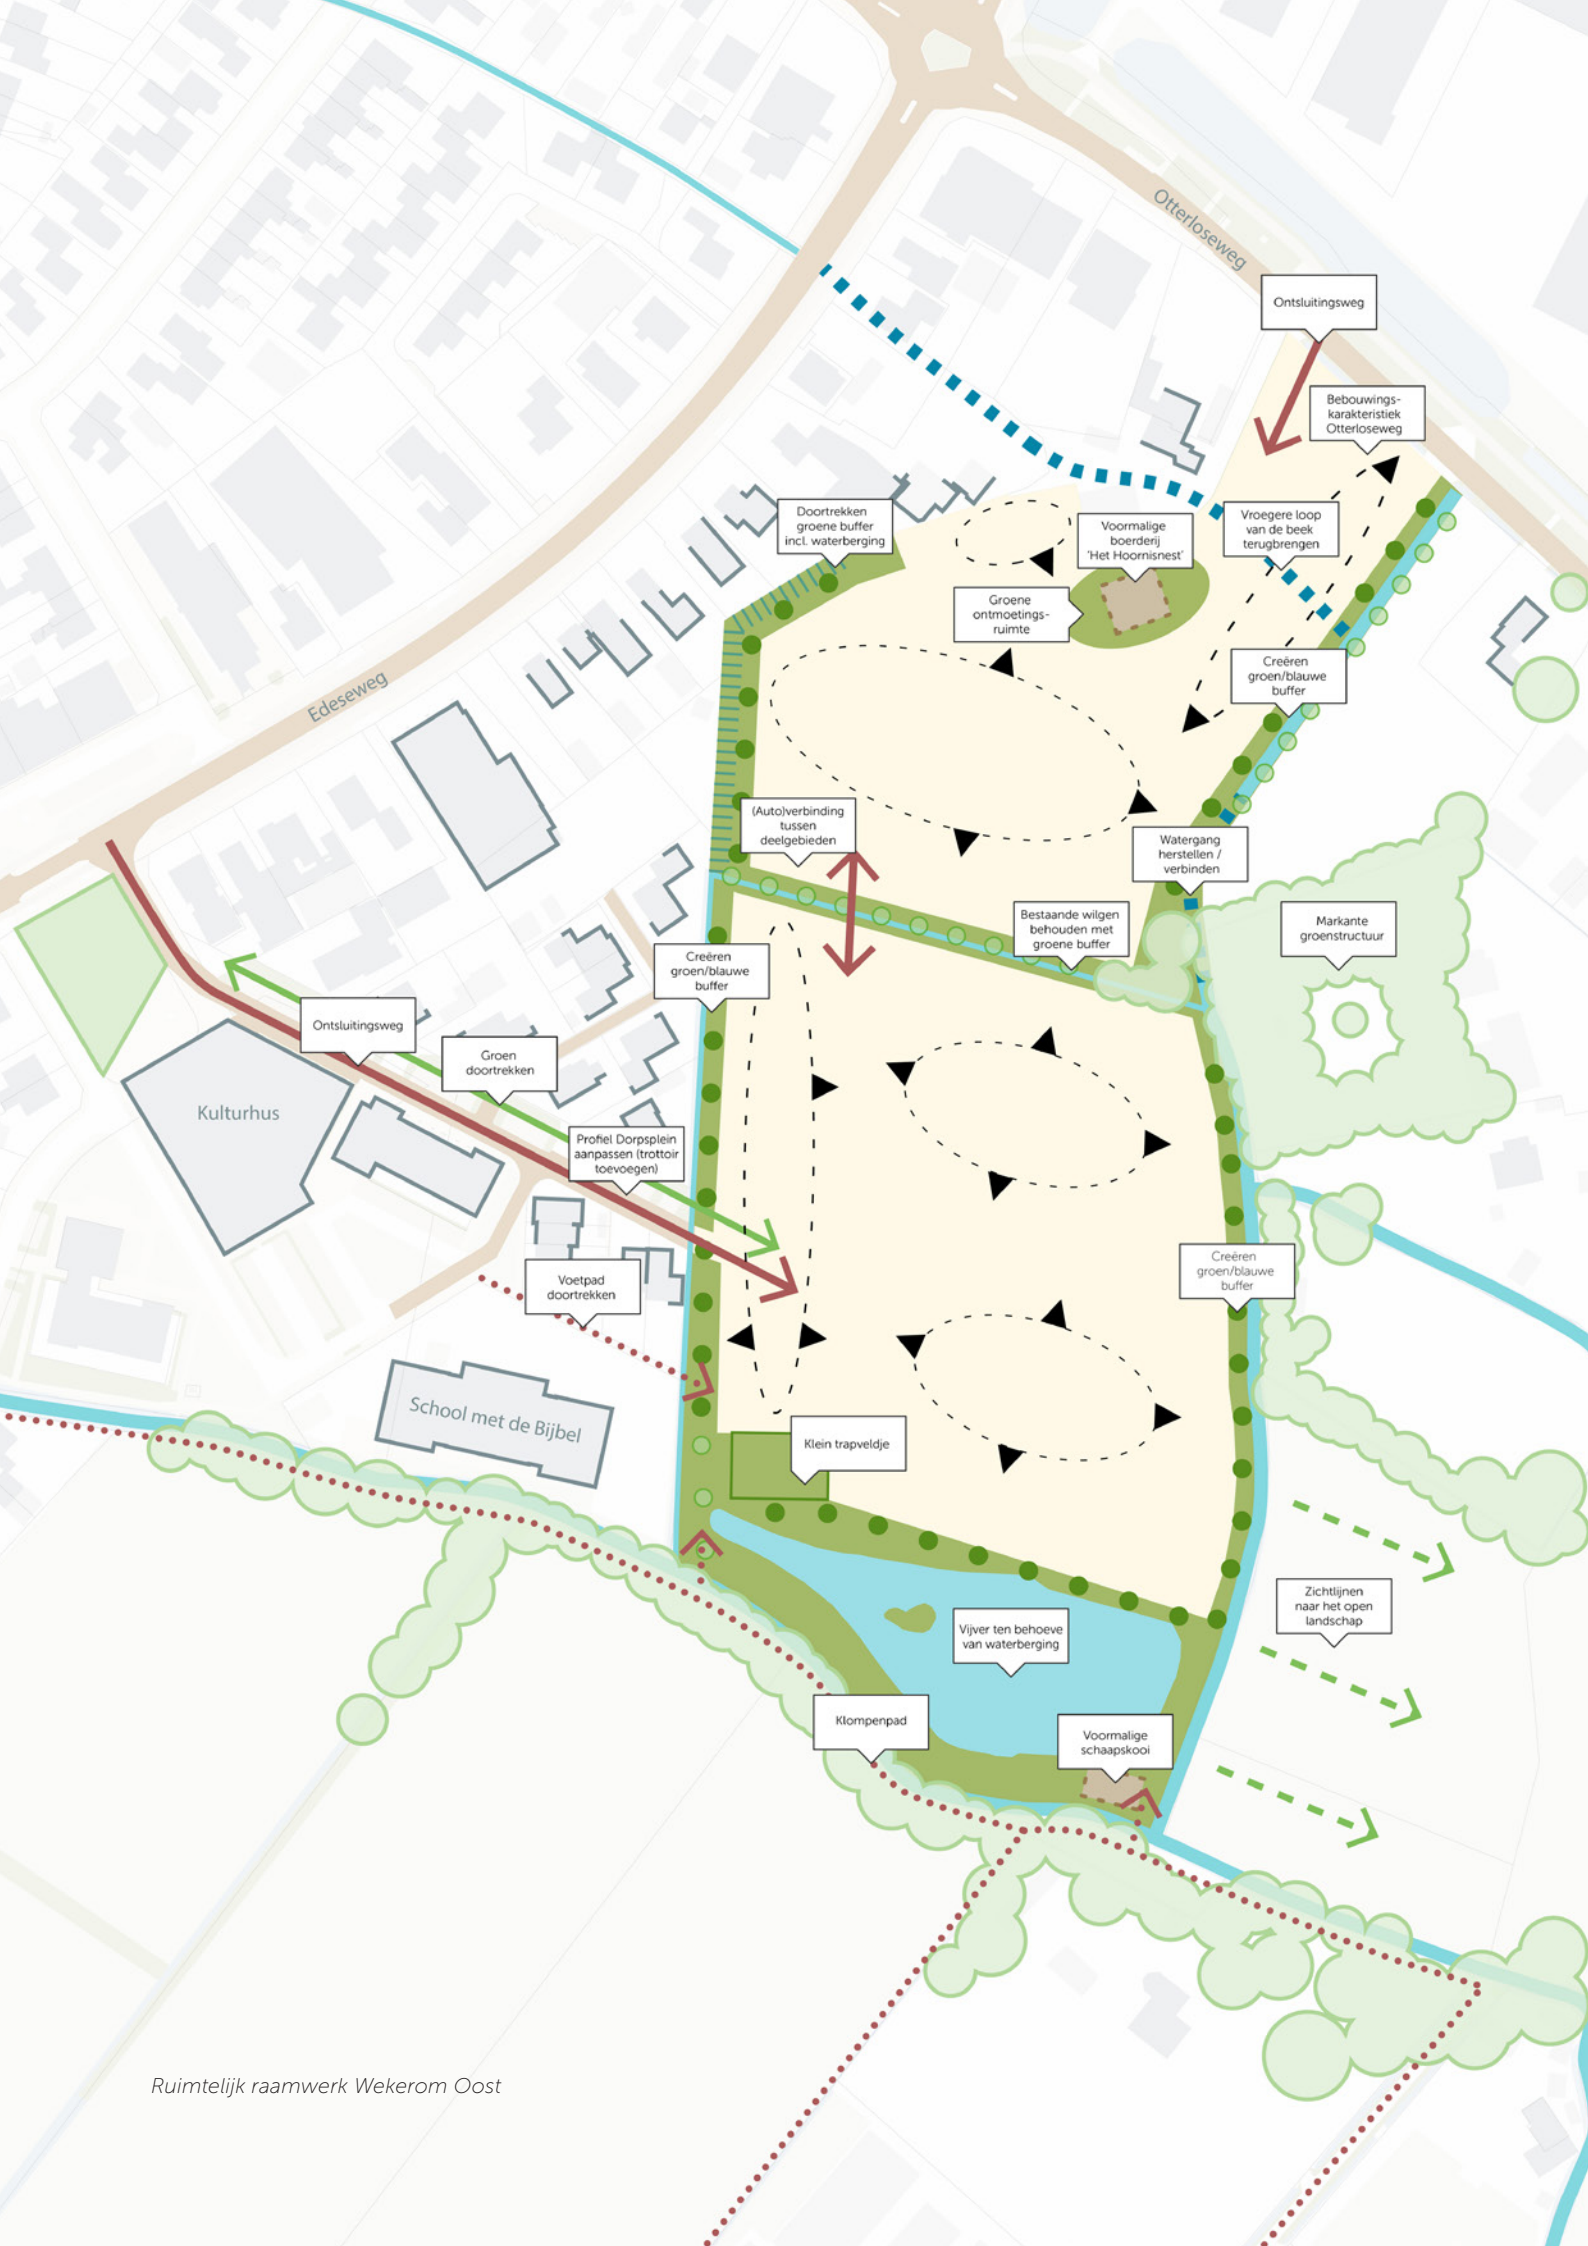 Otterloseweg
Ontsluitingsweg
Bebouwings-
karakteristiek
Otterloseweg
Doortrekken
groene buffer
incl. waterberging
Voormalige
boerderij
'Het Hoornisnest'
Vroegere loop
van de beek
terugbrengen
Groene
ontmoetings-
ruimte
Creëren
groen/blauwe
buffer
Edeseweg
(Auto)verbinding
tussen
deelgebieden
Watergang
herstellen /
verbinden
Bestaande wilgen
behouden met
groene buffer
Markante
groenstructuur
Creëren
groen/blauwe
buffer
Ontsluitingsweg
Groen
doortrekken
Kulturhus
Profiel Dorpsplein
aanpassen (trottoir
toevoegen)
Creëren
groen/blauwe
buffer
Voetpad
doortrekken
School met de Bijbel
Klein trapveldje
Zichtlijnen
naar het open
landschap
Vijver ten behoeve
van waterberging
Klompenpad
Voormalige
schaapskooi
Ruimtelijk raamwerk Wekerom Oost